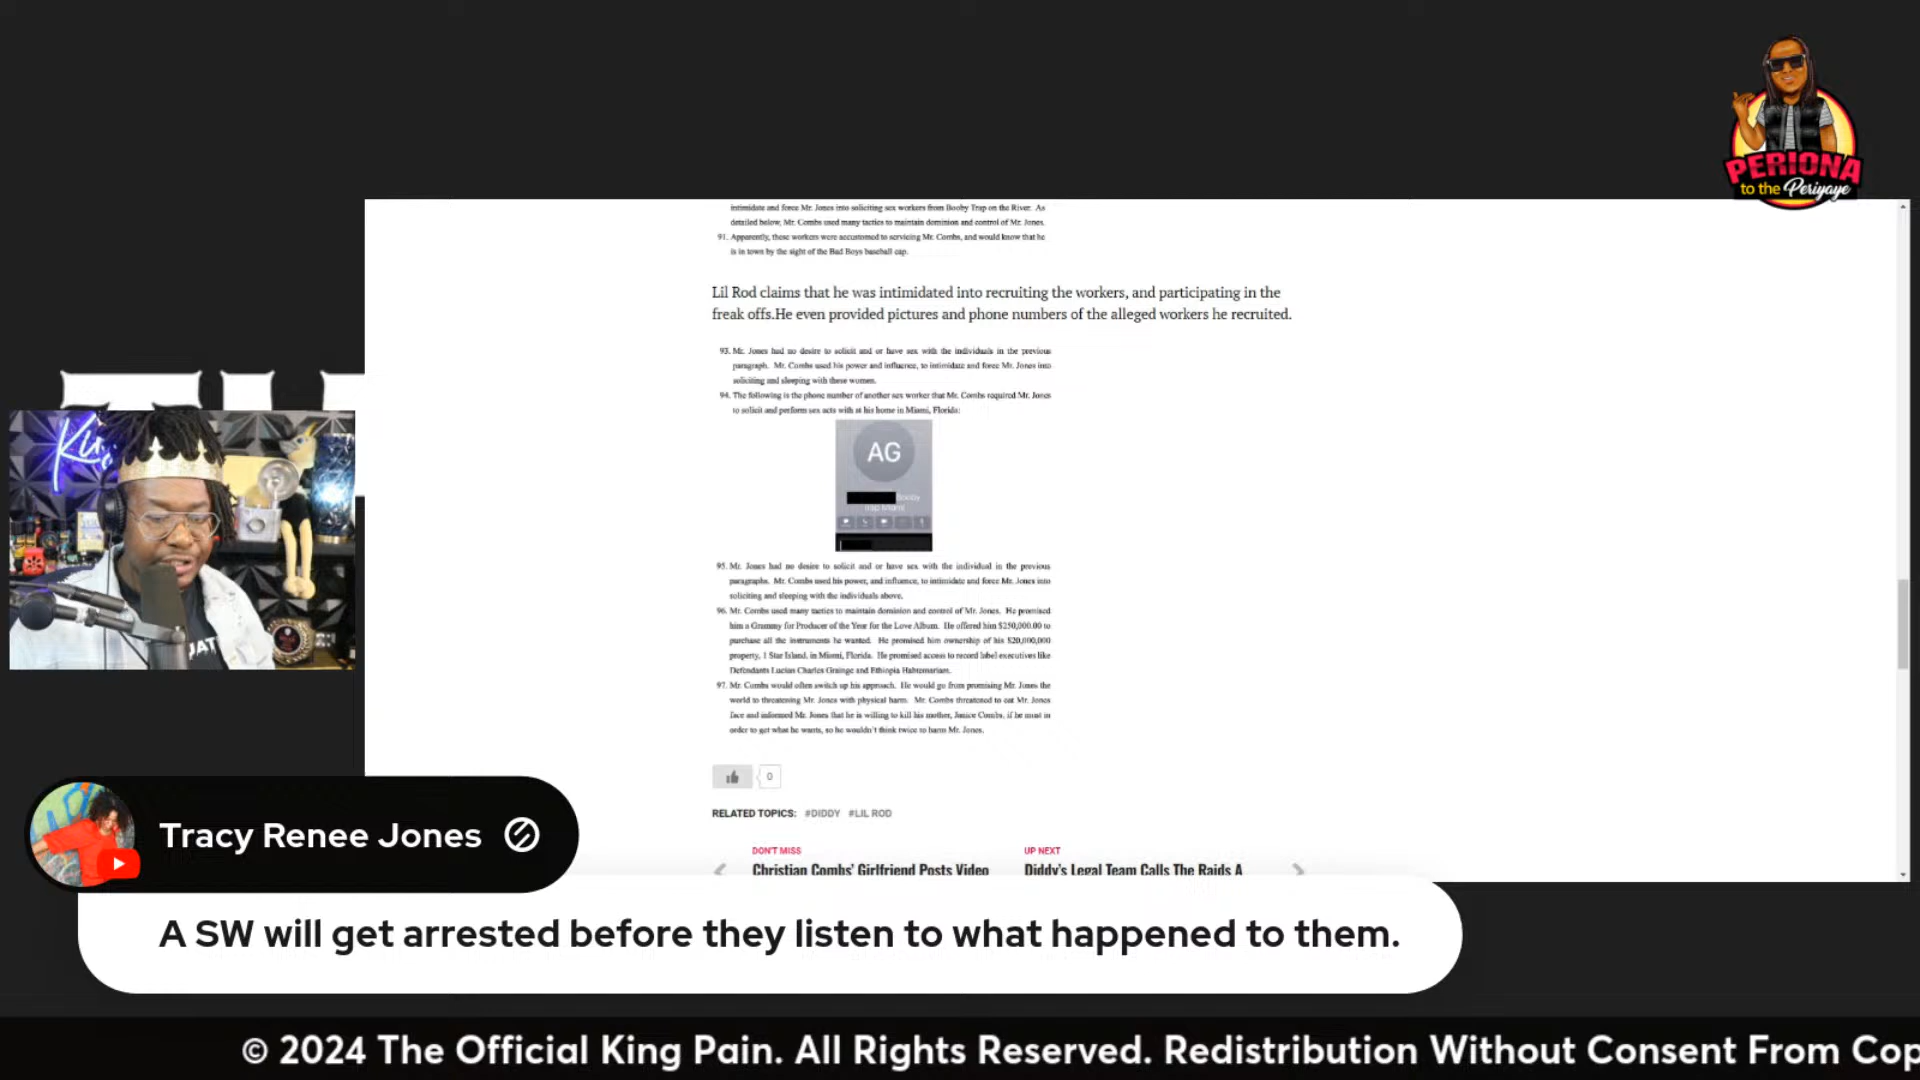 PERIONA
to the Periyaye
intimidate and force Mr. Jones into soliciting sex workers from Booby Trap on the River. As
detailed below, Mr. Combs used many tactics to maintain dominion and control of Mr. Jones.
91. Apparently, these workers were accustomed to servicing Mr. Combs, and would know that he
is in town by the sight of the Bad Boys baseball cap.
Lil Rod claims that he was intimidated into recruiting the workers, and participating in the
freak offs.He even provided pictures and phone numbers of the alleged workers he recruited.
93. Mr. Jones had no desire to solicit and or have sex with the individuals in the previous
paragraph. Mr. Combs used his power and influence, to intimidate and force Mr. Jones into
soliciting and sleeping with these women.
94. The following is the phone number of another sex worker that Mr. Combs required Mr. Jones
to solicit and perform sex acts with at his home in Miami, Florida:
AG
Booby
trap Miami
95. Mr. Jones had no desire to solicit and or have sex with the individual in the previous
paragraphs. Mr. Combs used his power, and influence, to intimidate and force Mr. Jones into
soliciting and sleeping with the individuals above.
96. Mr. Combs used many tactics to maintain dominion and control of Mr. Jones. He promised
him a Grammy for Producer of the Year for the Love Album. He offered him $250,000.00 to
purchase all the instruments he wanted. He promised him ownership of his $20,000,000
property, 1 Star Island, in Miami, Florida. He promised access to record label executives like
Defendants Lucian Charles Grainge and Ethiopia Habtemariam.
97. Mr. Combs would often switch up his approach. He would go from promising Mr. Jones the
world to threatening Mr. Jones with physical harm. Mr. Combs threatened to eat Mr. Jones
face and informed Mr. Jones that he is willing to kill his mother, Janice Combs, if he must in
order to get what he wants, so he wouldn't think twice to harm Mr. Jones.
0
RELATED TOPICS: #DIDDY #LIL ROD
DON'T MISS
Christian Combs' Girlfriend Posts Video
UP NEXT
Diddy's Legal Team Calls The Raids A
Tracy Renee Jones
A SW will get arrested before they listen to what happened to them.
© 2024 The Official King Pain. All Rights Reserved. Redistribution Without Consent From Cop